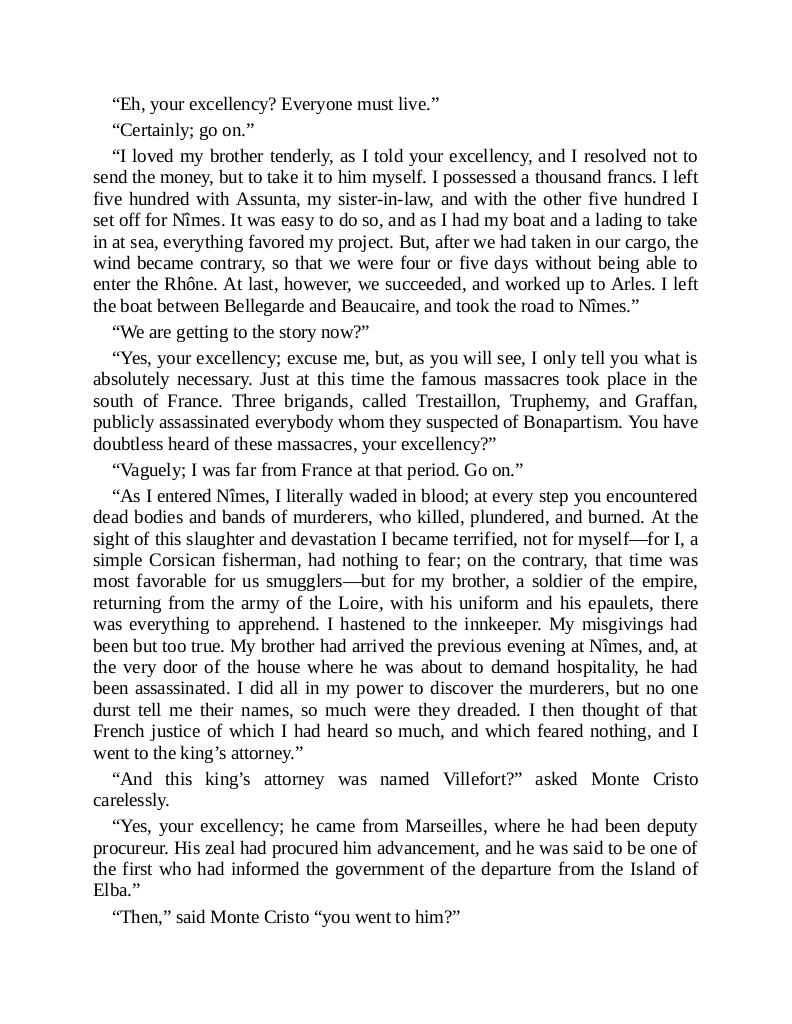 “Eh, your excellency? Everyone must live.”
“Certainly; go on.”
“I loved my brother tenderly, as I told your excellency, and I resolved not to
send the money, but to take it to him myself. I possessed a thousand francs. I left
five hundred with Assunta, my sister-in-law, and with the other five hundred I
set off for Nîmes. It was easy to do so, and as I had my boat and a lading to take
in at sea, everything favored my project. But, after we had taken in our cargo, the
wind became contrary, so that we were four or five days without being able to
enter the Rhône. At last, however, we succeeded, and worked up to Arles. I left
the boat between Bellegarde and Beaucaire, and took the road to Nîmes.”
“We are getting to the story now?”
“Yes, your excellency; excuse me, but, as you will see, I only tell you what is
absolutely necessary. Just at this time the famous massacres took place in the
south of France. Three brigands, called Trestaillon, Truphemy, and Graffan,
publicly assassinated everybody whom they suspected of Bonapartism. You have
doubtless heard of these massacres, your excellency?”
“Vaguely; I was far from France at that period. Go on.”
“As I entered Nîmes, I literally waded in blood; at every step you encountered
dead bodies and bands of murderers, who killed, plundered, and burned. At the
sight of this slaughter and devastation I became terrified, not for myself—for I, a
simple Corsican fisherman, had nothing to fear; on the contrary, that time was
most favorable for us smugglers—but for my brother, a soldier of the empire,
returning from the army of the Loire, with his uniform and his epaulets, there
was everything to apprehend. I hastened to the innkeeper. My misgivings had
been but too true. My brother had arrived the previous evening at Nîmes, and, at
the very door of the house where he was about to demand hospitality, he had
been assassinated. I did all in my power to discover the murderers, but no one
durst tell me their names, so much were they dreaded. I then thought of that
French justice of which I had heard so much, and which feared nothing, and I
went to the king’s attorney.”
“And this king’s attorney was named Villefort?” asked Monte Cristo
carelessly.
“Yes, your excellency; he came from Marseilles, where he had been deputy
procureur. His zeal had procured him advancement, and he was said to be one of
the first who had informed the government of the departure from the Island of
Elba.”
“Then,” said Monte Cristo “you went to him?”